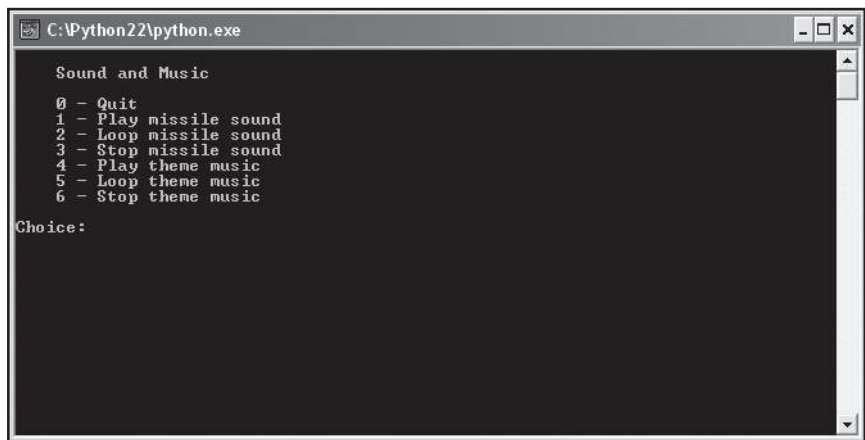 C:\Python22\python.exe
Sound and Music
0 - Quit
1 - Play missile sound
2 - Loop missile sound
3 - Stop missile sound
4 - Play theme music
5 - Loop theme music
6 - Stop theme music
Choice: